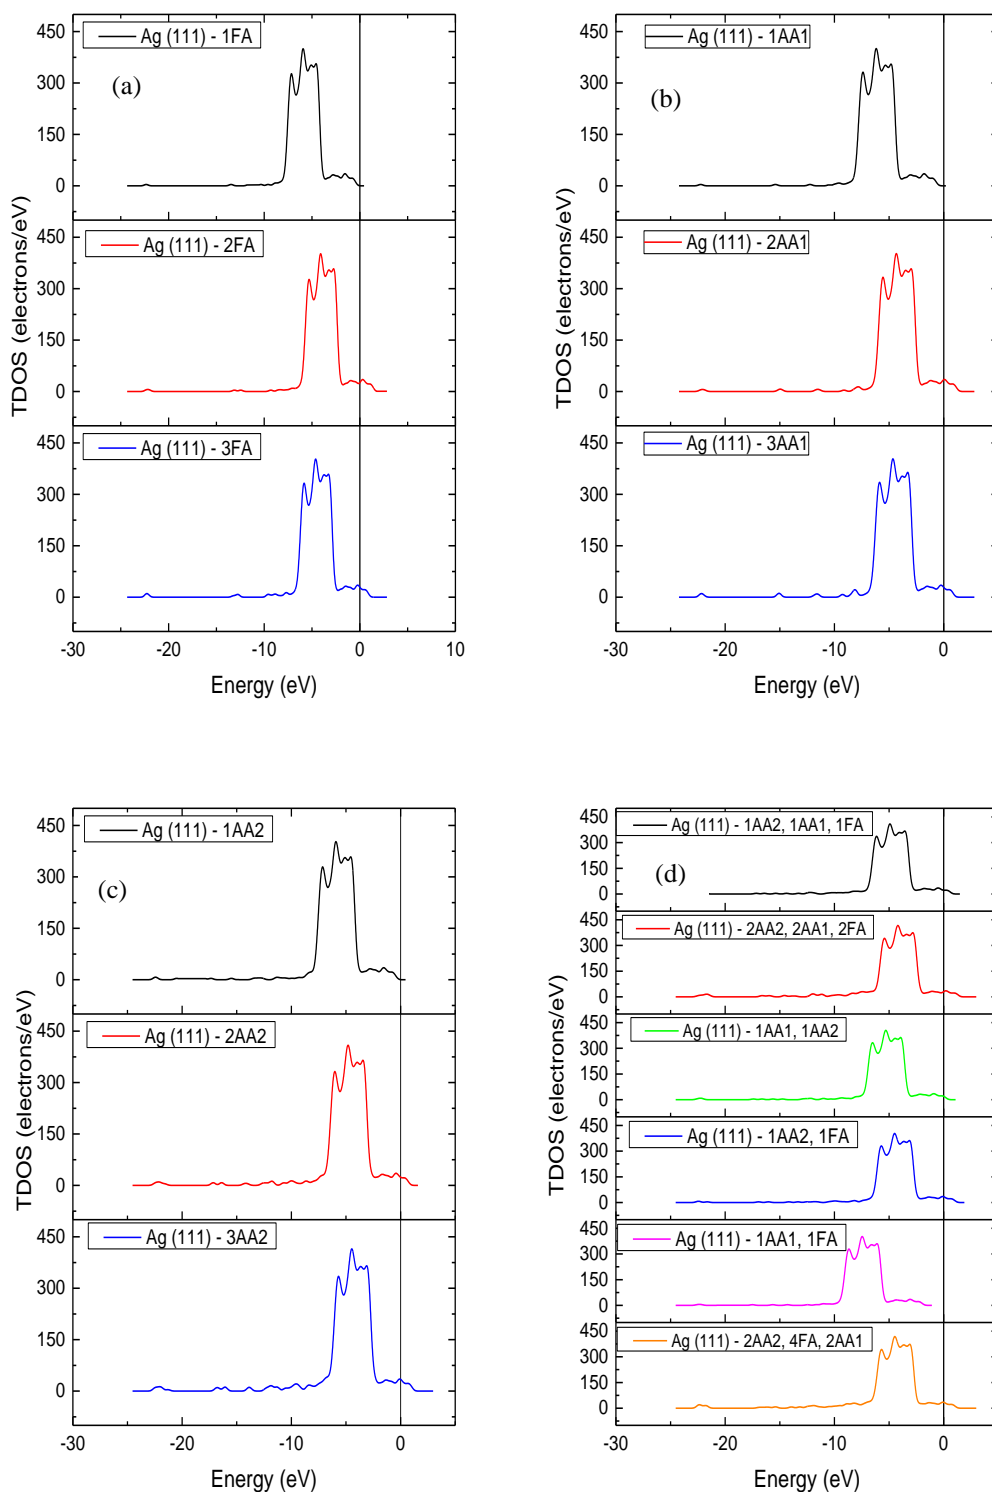 450
Ag (111) - 1FA
300
(a)
150
0
450
Ag (111) - 2FA
300
150
0
450
Ag (111) - 3FA
300
150
0
TDOS (electrons/eV)
-30
-20
-10
0
10
Energy (eV)
450
Ag (111) - 1AA1
300
(b)
150
0
450
Ag (111) - 2AA1
300
150
0
450
Ag (111) - 3AA1
300
150
0
TDOS (electrons/eV)
-30
-20
-10
0
Energy (eV)
450
Ag (111) - 1AA2
300
(c)
150
0
450
Ag (111) - 2AA2
300
150
0
450
Ag (111) - 3AA2
300
150
0
TDOS (electrons/eV)
-30
-20
-10
0
Energy (eV)
450
Ag (111) - 1AA2, 1AA1, 1FA
300
(d)
150
0
450
Ag (111) - 2AA2, 2AA1, 2FA
300
150
0
450
Ag (111) - 1AA1, 1AA2
300
150
0
450
Ag (111) - 1AA2, 1FA
300
150
0
450
Ag (111) - 1AA1, 1FA
300
150
0
450
Ag (111) - 2AA2, 4FA, 2AA1
300
150
0
TDOS (electrons/eV)
-30
-20
-10
0
Energy (eV)